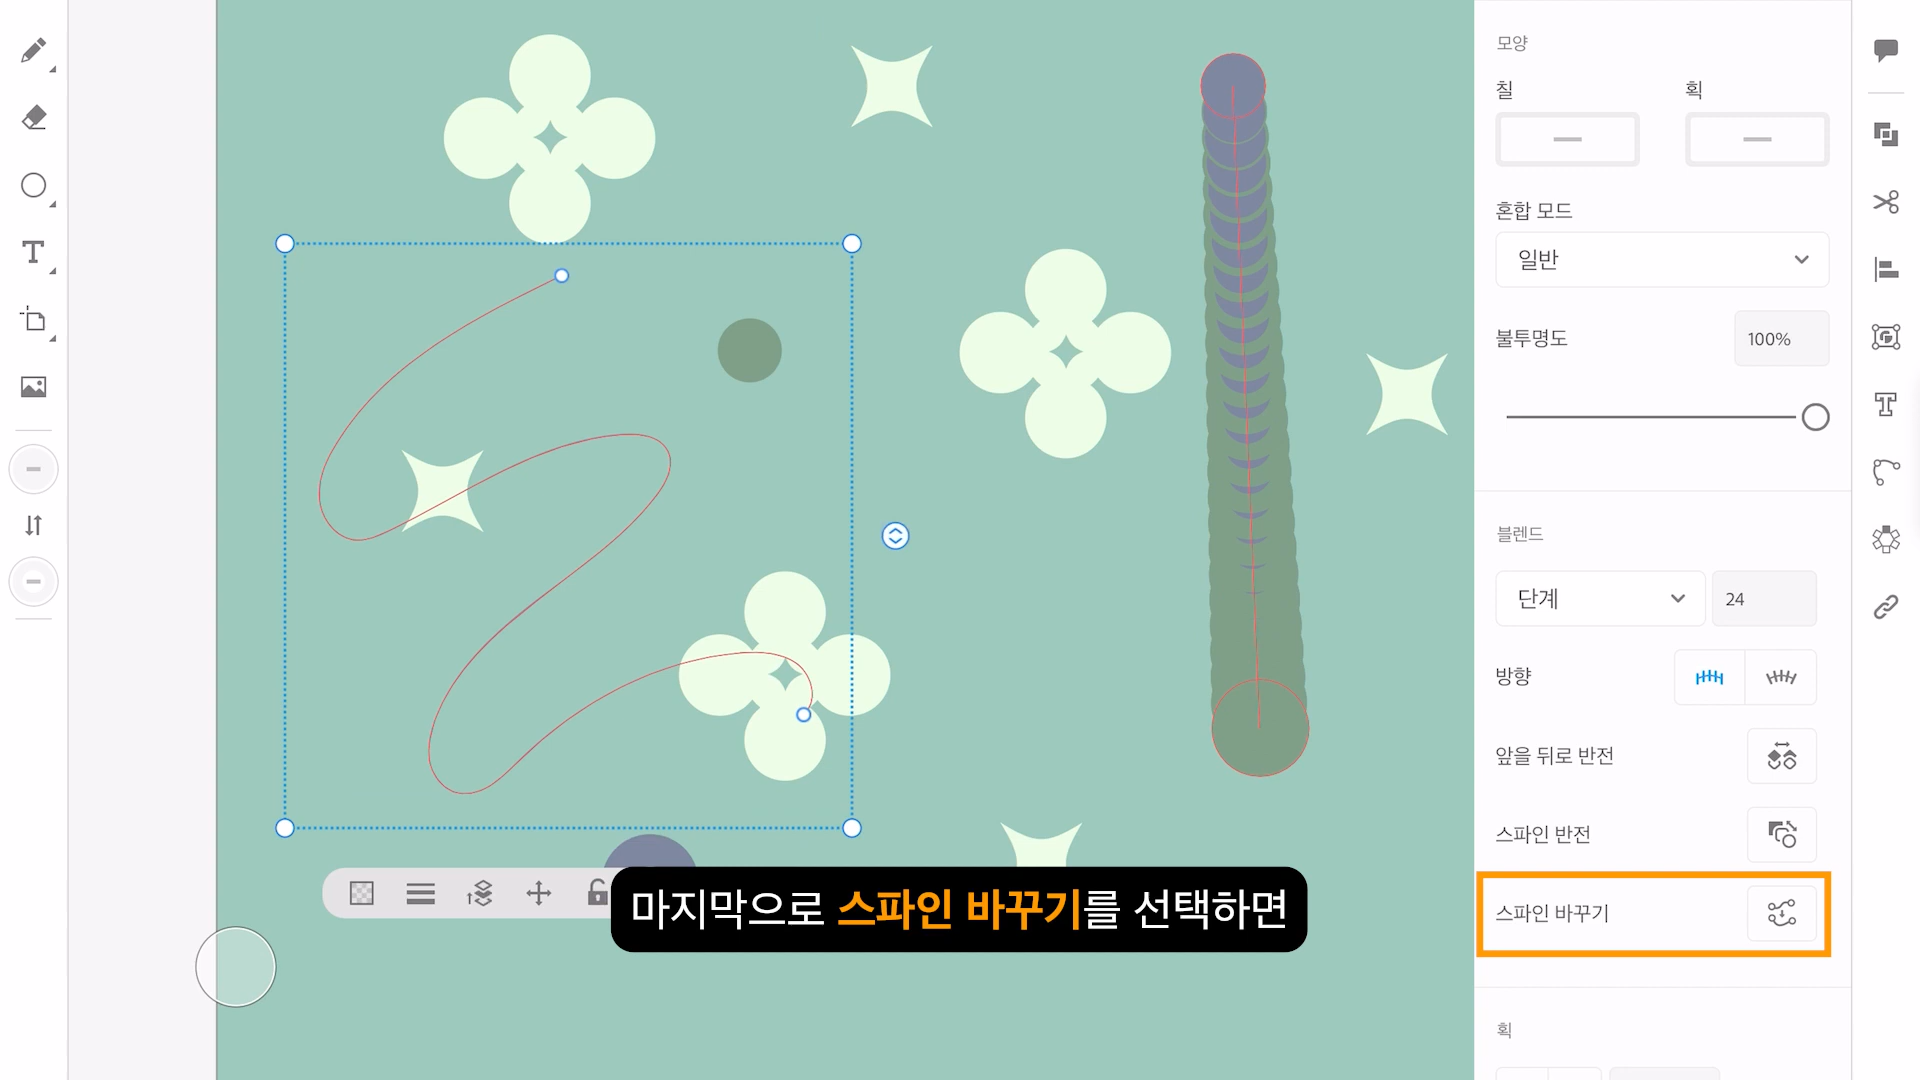 모양
칠
획
혼합 모드
일반
불투명도
100%
블렌드
단계
24
방향
앞을 뒤로 반전
스파인 반전
스파인 바꾸기
마지막으로 스파인 바꾸기를 선택하면
획